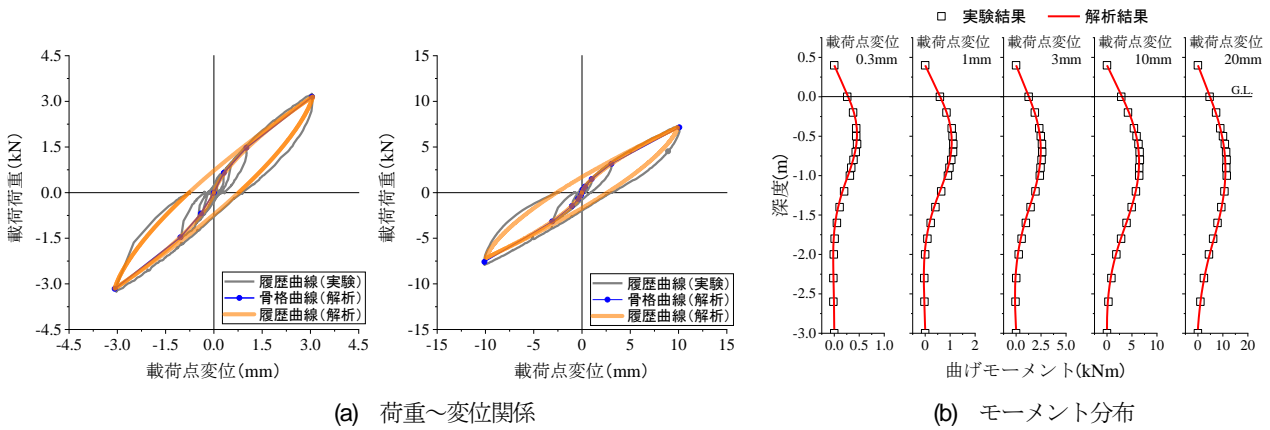 載荷荷重(kN)
4.5
3.0
1.5
0.0
-1.5
-3.0
-4.5
-4.5 -3.0 -1.5 0.0 1.5 3.0 4.5
載荷点変位(mm)
履歴曲線(実験)
骨格曲線(解析)
履歴曲線(解析)
載荷荷重(kN)
15
10
5
0
-5
-10
-15
-15 -10 -5 0 5 10 15
載荷点変位(mm)
履歴曲線(実験)
骨格曲線(解析)
履歴曲線(解析)
(a) 荷重～変位関係
実験結果 解析結果
載荷点変位 載荷点変位 載荷点変位 載荷点変位 載荷点変位
0.3mm 1mm 3mm 10mm 20mm
G.L.
深度(m)
0.5
0.0
-0.5
-1.0
-1.5
-2.0
-2.5
-3.0
0.0 0.5 1.0 0 1 2 0.0 2.5 5.0 0 5 10 0 10 20
曲げモーメント(kNm)
(b) モーメント分布